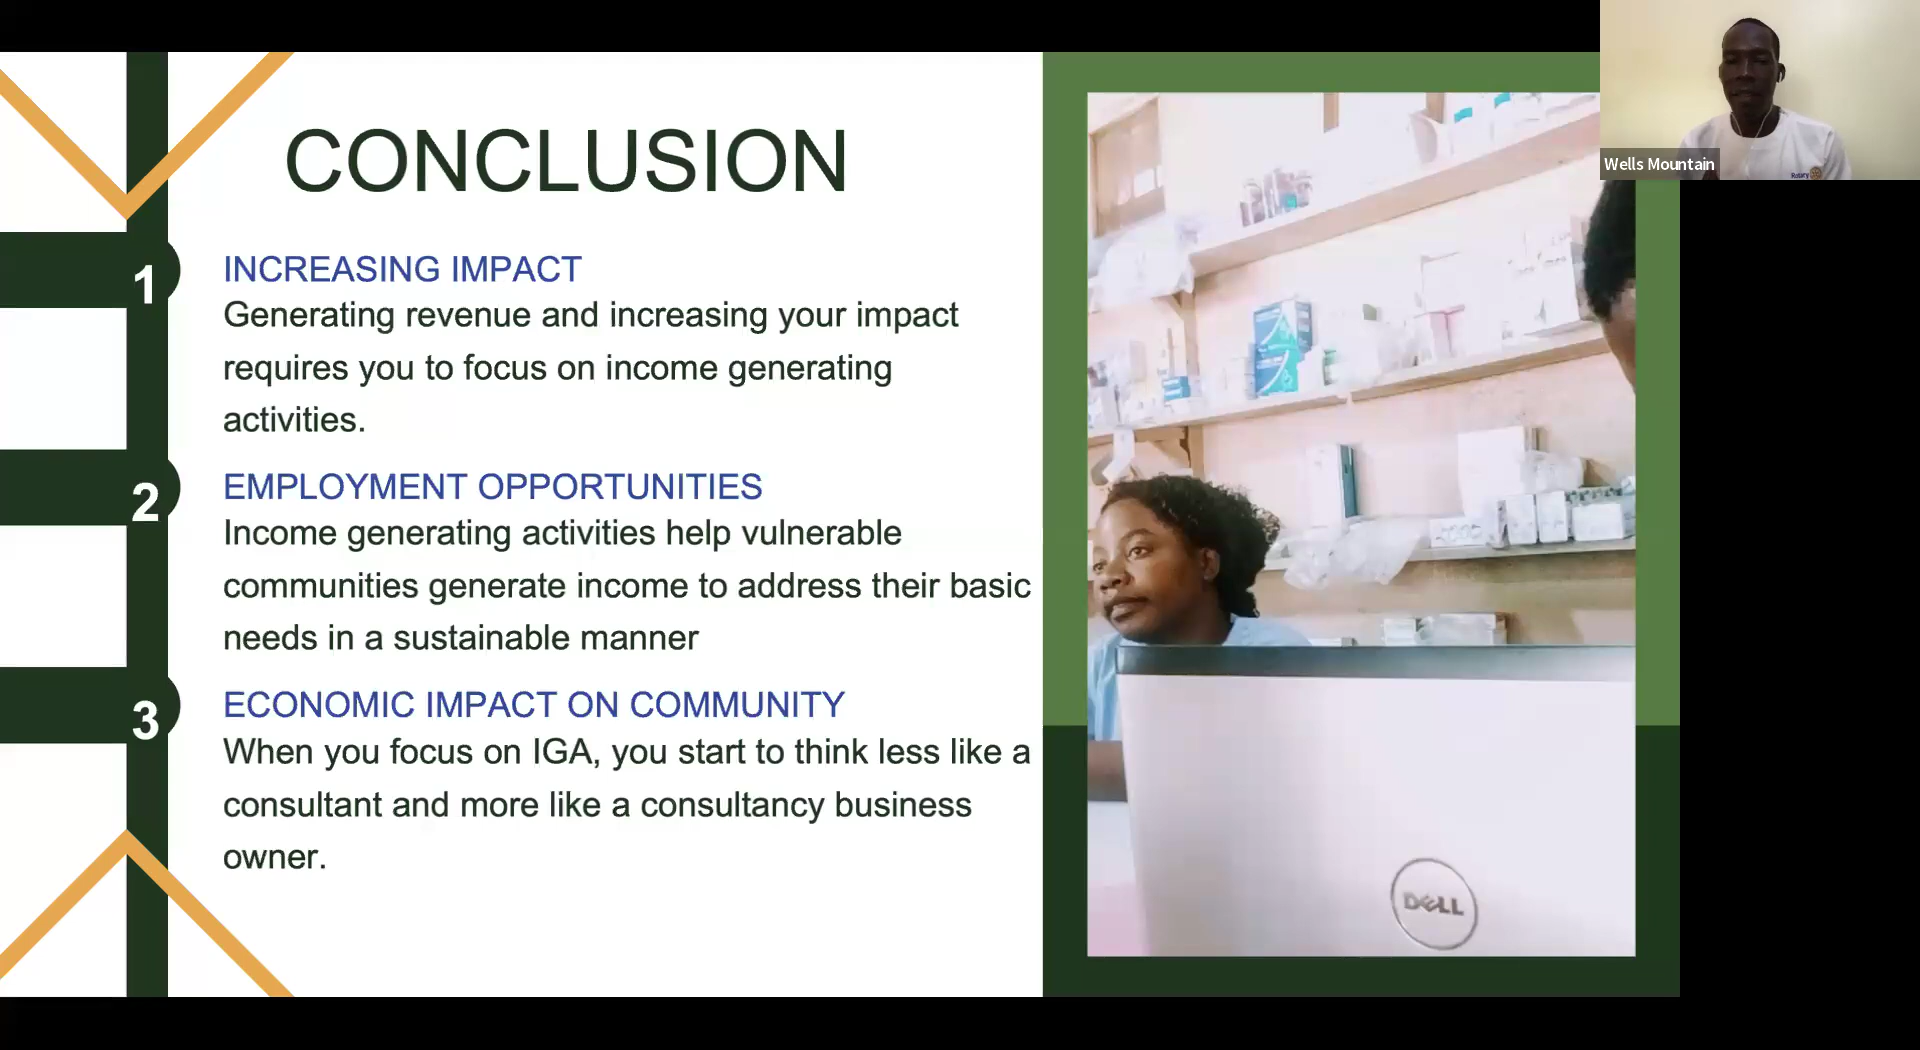 CONCLUSION
1
INCREASING IMPACT
Generating revenue and increasing your impact
requires you to focus on income generating
activities.
2
EMPLOYMENT OPPORTUNITIES
Income generating activities help vulnerable
communities generate income to address their basic
needs in a sustainable manner
3
ECONOMIC IMPACT ON COMMUNITY
When you focus on IGA, you start to think less like a
consultant and more like a consultancy business
owner.
DELL
Wells Mountain
Rotary